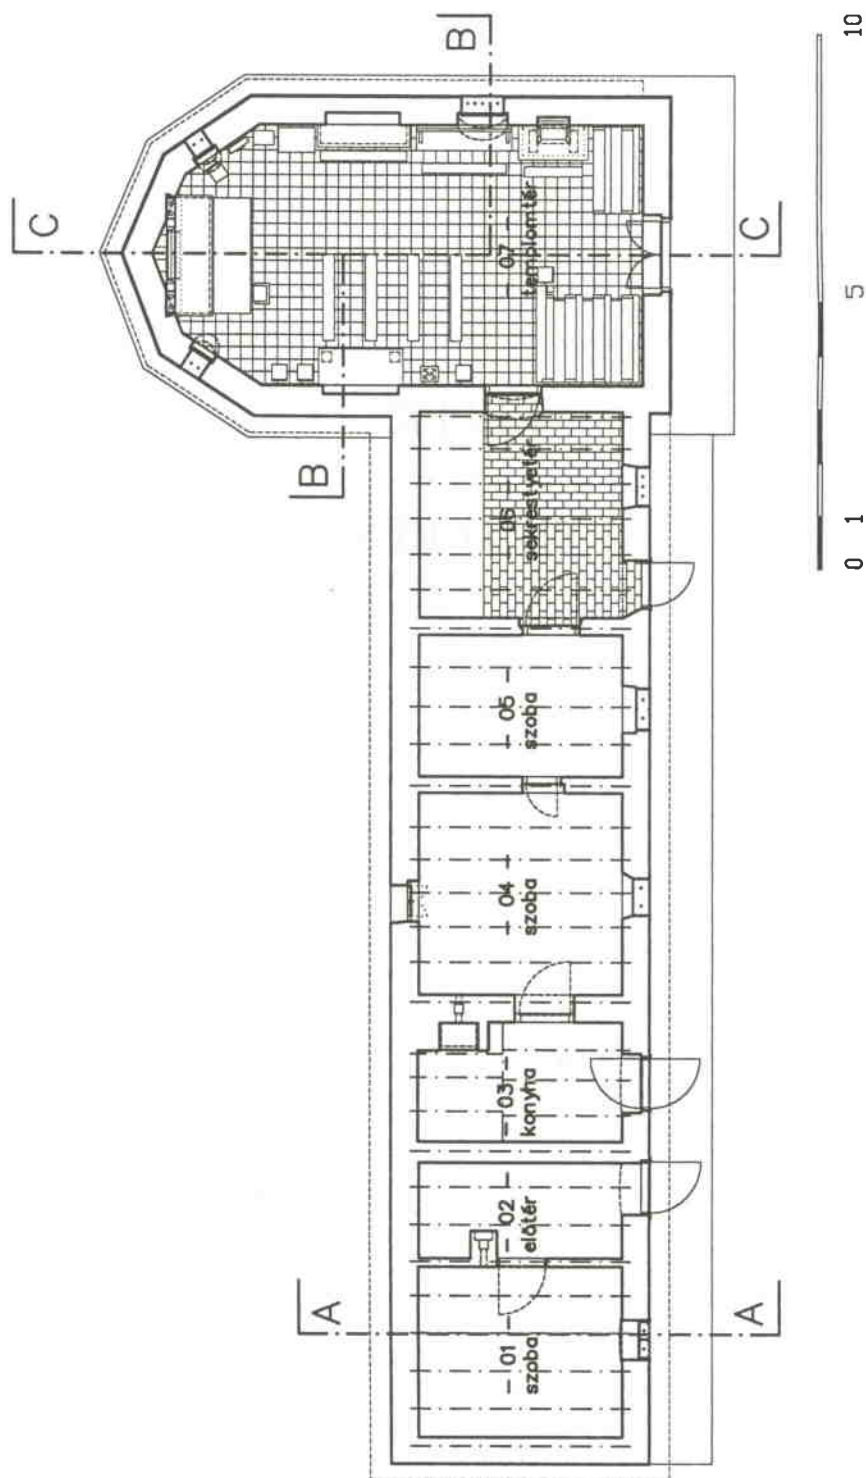 A
A
B
B
C
C
— 01 —
szoba
— 02 —
előtér
— 03 —
konyha
— 04 —
szoba
— 05 —
szoba
— 06 —
sekrestyetér
— 07 —
templomtér
0 1 5 10